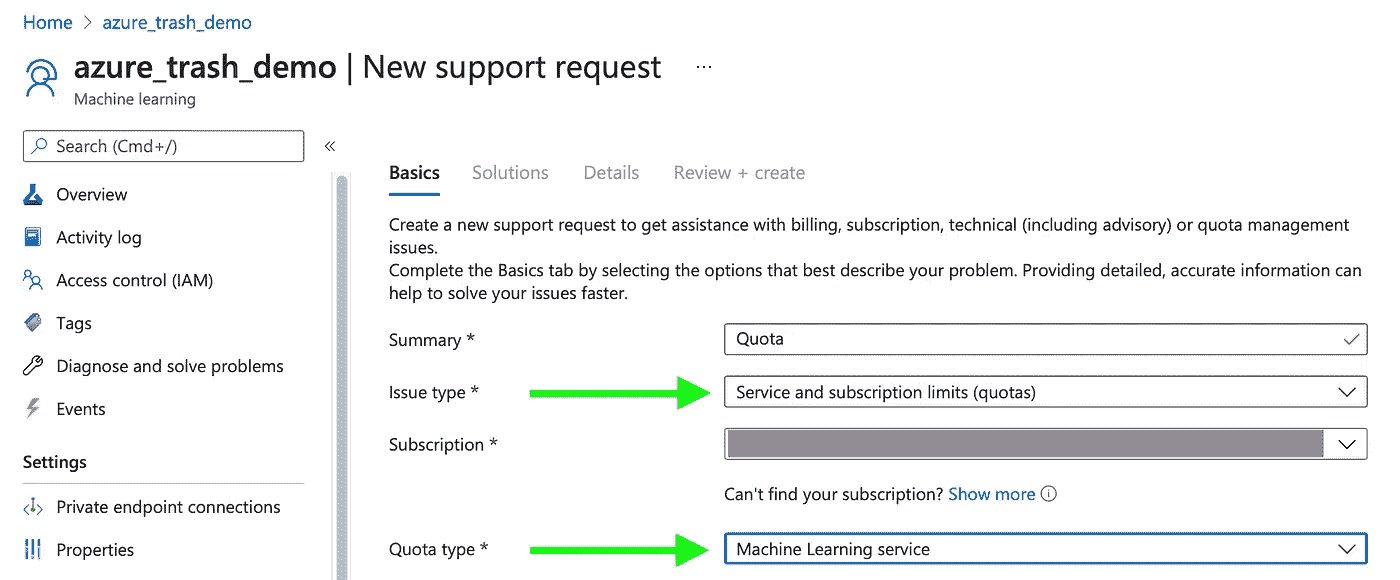 Home > azure_trash_demo
azure_trash_demo | New support request ...
Machine learning
Search (Cmd+/) «
Overview
Activity log
Access control (IAM)
Tags
Diagnose and solve problems
Events
Settings
Private endpoint connections
Properties
Basics Solutions Details Review + create
Create a new support request to get assistance with billing, subscription, technical (including advisory) or quota management
issues.
Complete the Basics tab by selecting the options that best describe your problem. Providing detailed, accurate information can
help to solve your issues faster.
Summary * Quota
Issue type * Service and subscription limits (quotas)
Subscription *
Can't find your subscription? Show more
Quota type * Machine Learning service